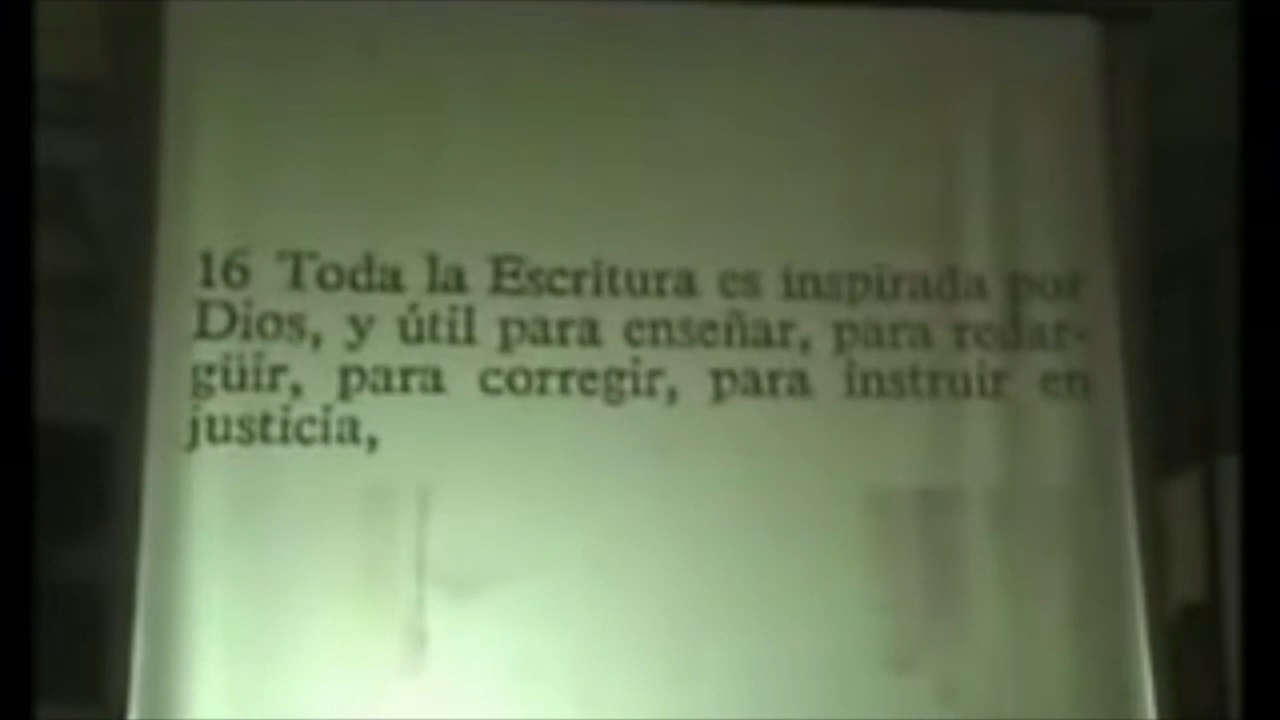 16 Toda la Escritura es inspirada por
Dios, y útil para enseñar, para redar-
güir, para corregir, para instruir en
justicia,